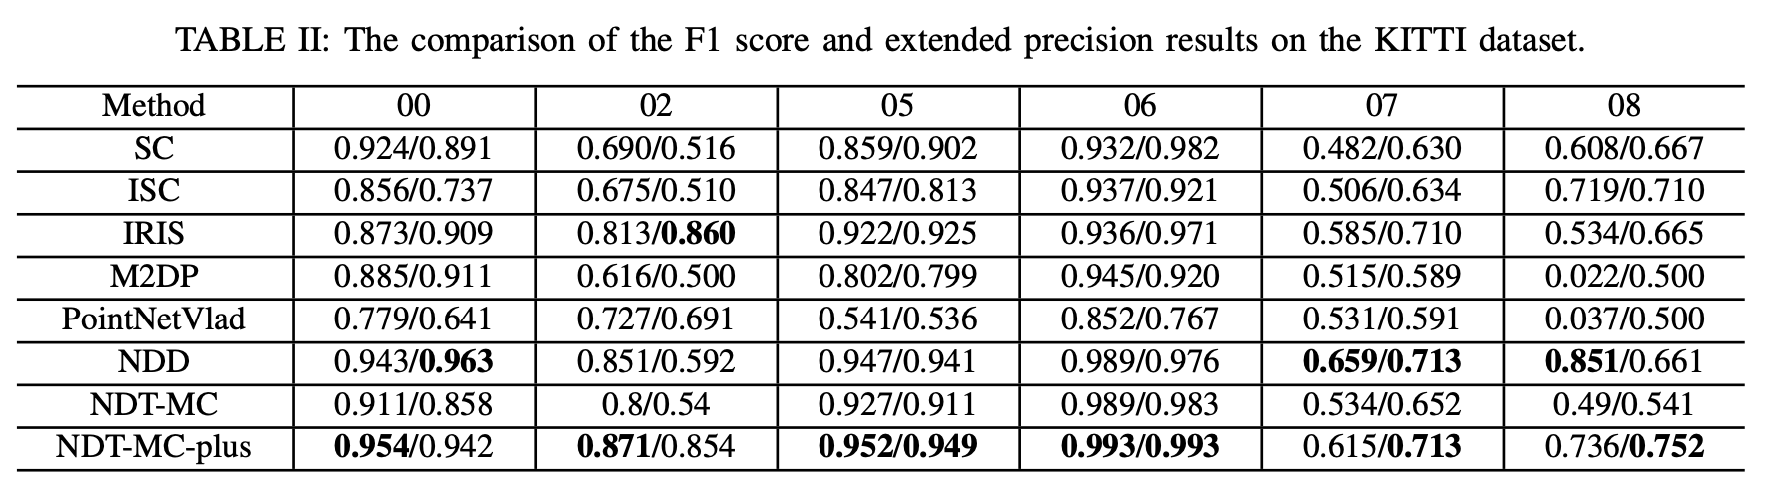 TABLE II: The comparison of the F1 score and extended precision results on the KITTI dataset.
Method 00 02 05 06 07 08
SC 0.924/0.891 0.690/0.516 0.859/0.902 0.932/0.982 0.482/0.630 0.608/0.667
ISC 0.856/0.737 0.675/0.510 0.847/0.813 0.937/0.921 0.506/0.634 0.719/0.710
IRIS 0.873/0.909 0.813/0.860 0.922/0.925 0.936/0.971 0.585/0.710 0.534/0.665
M2DP 0.885/0.911 0.616/0.500 0.802/0.799 0.945/0.920 0.515/0.589 0.022/0.500
PointNetVlad 0.779/0.641 0.727/0.691 0.541/0.536 0.852/0.767 0.531/0.591 0.037/0.500
NDD 0.943/0.963 0.851/0.592 0.947/0.941 0.989/0.976 0.659/0.713 0.851/0.661
NDT-MC 0.911/0.858 0.8/0.54 0.927/0.911 0.989/0.983 0.534/0.652 0.49/0.541
NDT-MC-plus 0.954/0.942 0.871/0.854 0.952/0.949 0.993/0.993 0.615/0.713 0.736/0.752